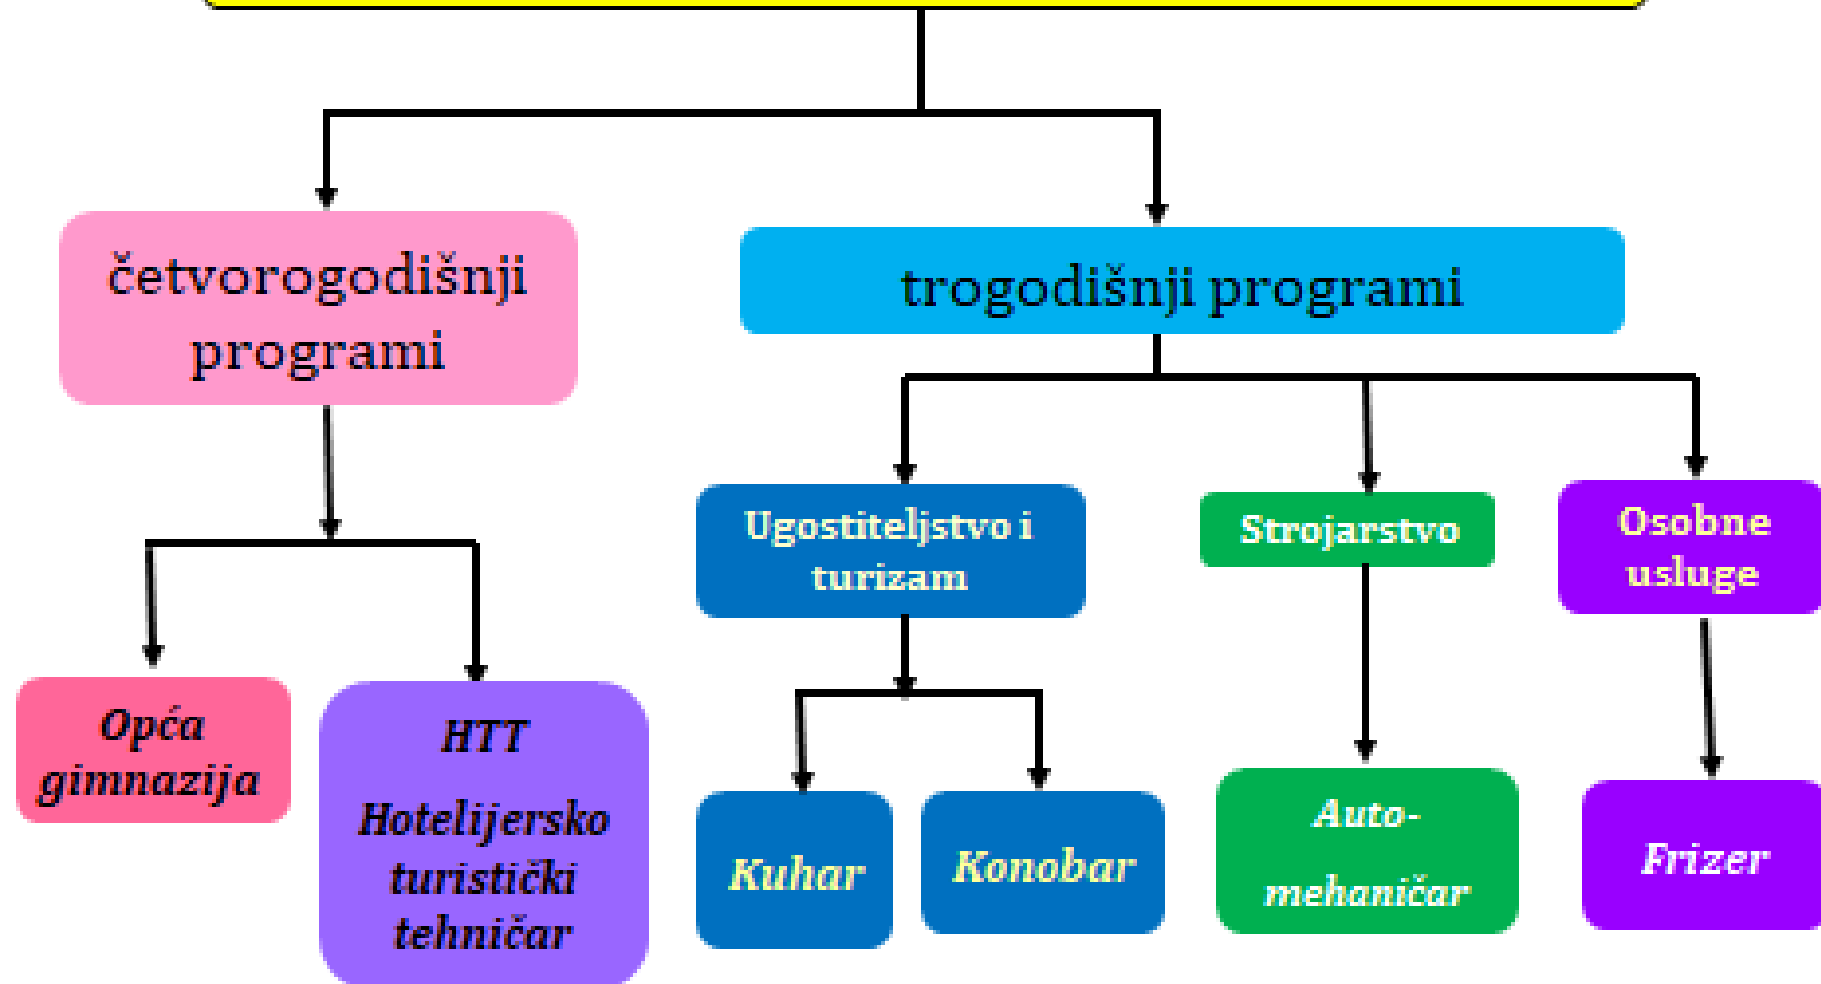 četvorogodišnji
programi
trogodišnji programi
Ugostiteljstvo i
turizam
Strojarstvo
Osobne
usluge
Opća
gimnazija
HTT
Hotelijersko
turistički
tehničar
Kuhar
Konobar
Auto-
mehaničar
Frizer